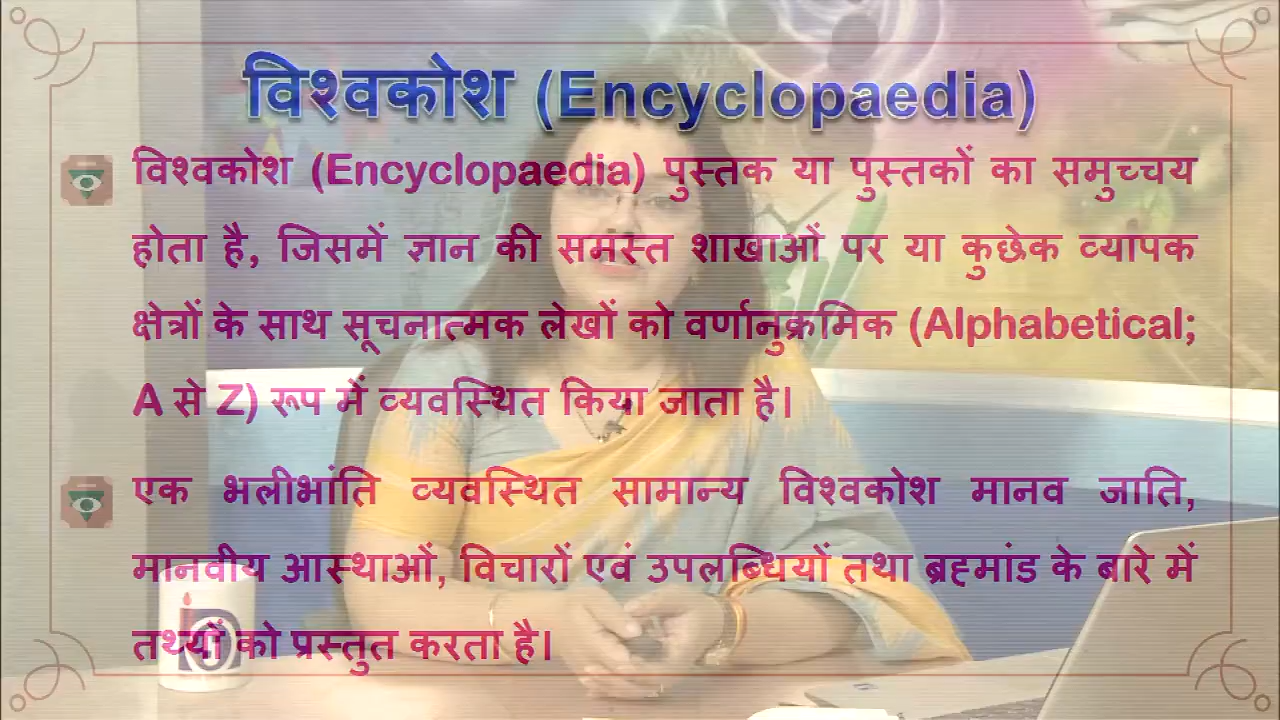 विश्वकोश (Encyclopaedia)
विश्वकोश (Encyclopaedia) पुस्तक या पुस्तकों का समुच्चय
होता है, जिसमें ज्ञान की समस्त शाखाओं पर या कुछेक व्यापक
क्षेत्रों के साथ सूचनात्मक लेखों को वर्णानुक्रमिक (Alphabetical;
A से Z) रूप में व्यवस्थित किया जाता है।
एक भलीभांति व्यवस्थित सामान्य विश्वकोश मानव जाति,
मानवीय आस्थाओं, विचारों एवं उपलब्धियों तथा ब्रह्मांड के बारे में
तथ्यों को प्रस्तुत करता है।